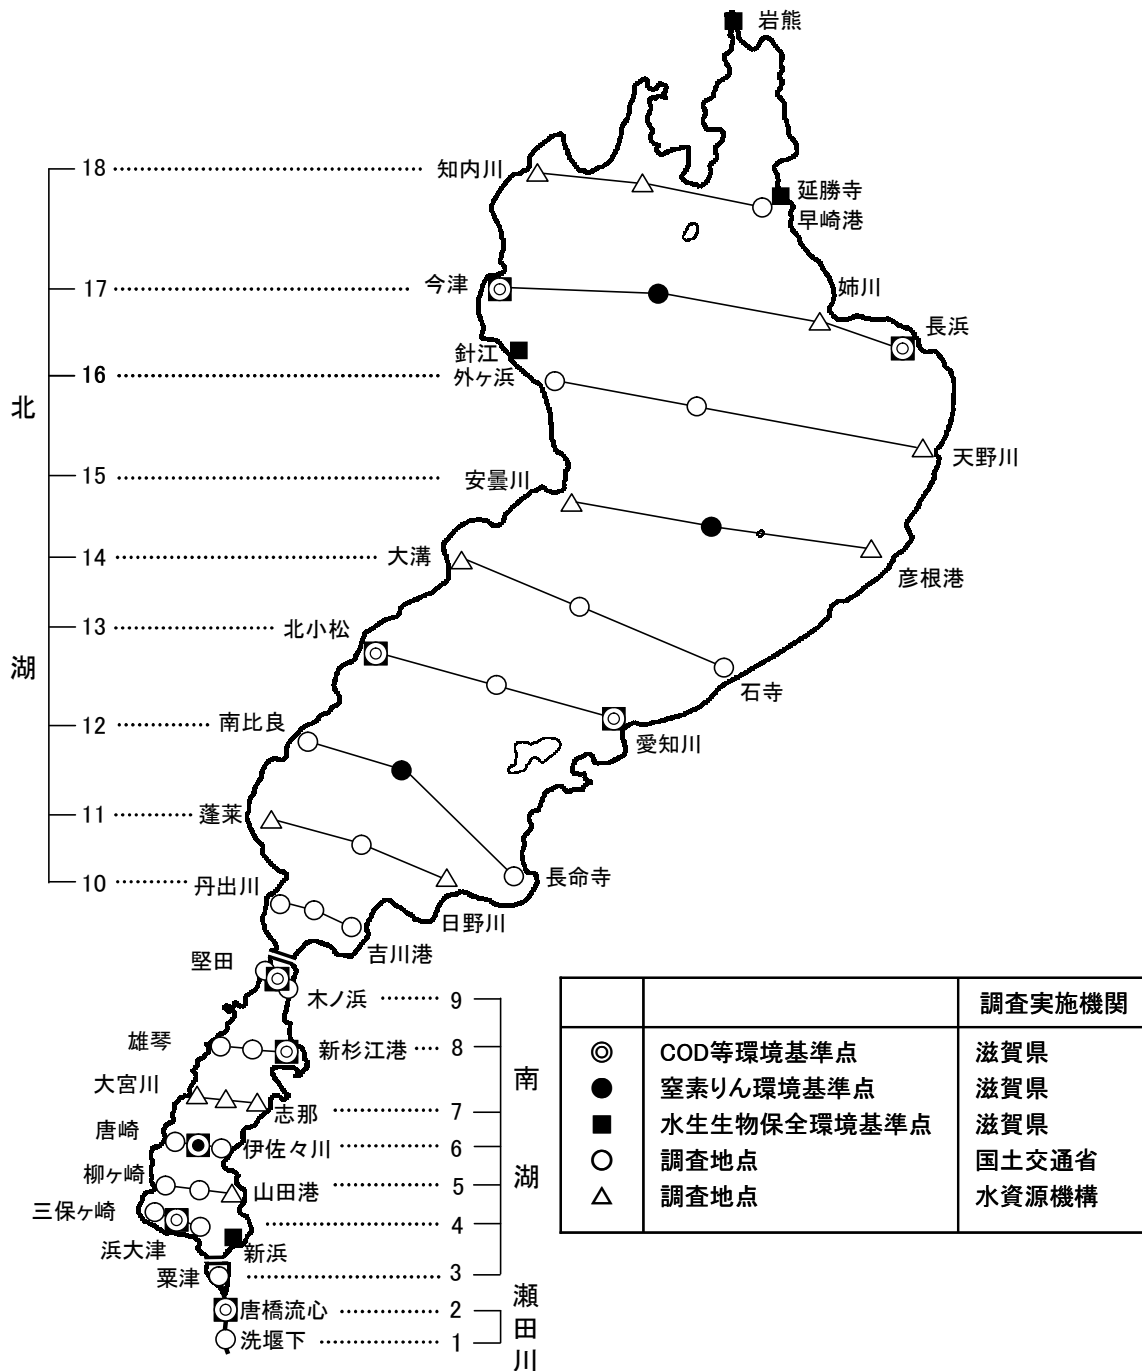 岩熊
18 知内川
延勝寺
早崎港
17 今津
姉川
長浜
針江
16 外ヶ浜
北
天野川
15 安曇川
14 大溝
彦根港
13 北小松
湖
石寺
12 南比良
愛知川
11 蓬莱
長命寺
10 丹出川
日野川
吉川港
堅田
木ノ浜 9
雄琴
新杉江港 8
南
大宮川
志那 7
唐崎
伊佐々川 6
湖
柳ヶ崎
山田港 5
三保ヶ崎
4
浜大津
新浜
粟津 3
瀬田川
唐橋流心 2
洗堰下 1
調査実施機関
◎ COD等環境基準点 滋賀県
● 窒素りん環境基準点 滋賀県
■ 水生生物保全環境基準点 滋賀県
○ 調査地点 国土交通省
△ 調査地点 水資源機構